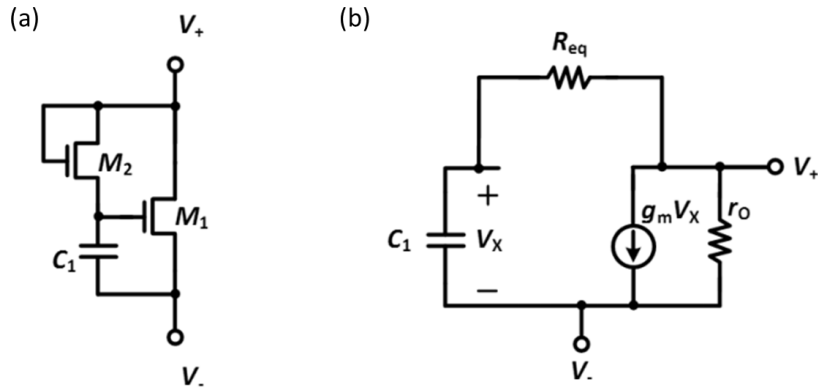 (a)
V+
M2
M1
C1
V-
(b)
Req
V+
gmVX
rO
C1
+
VX
−
V-